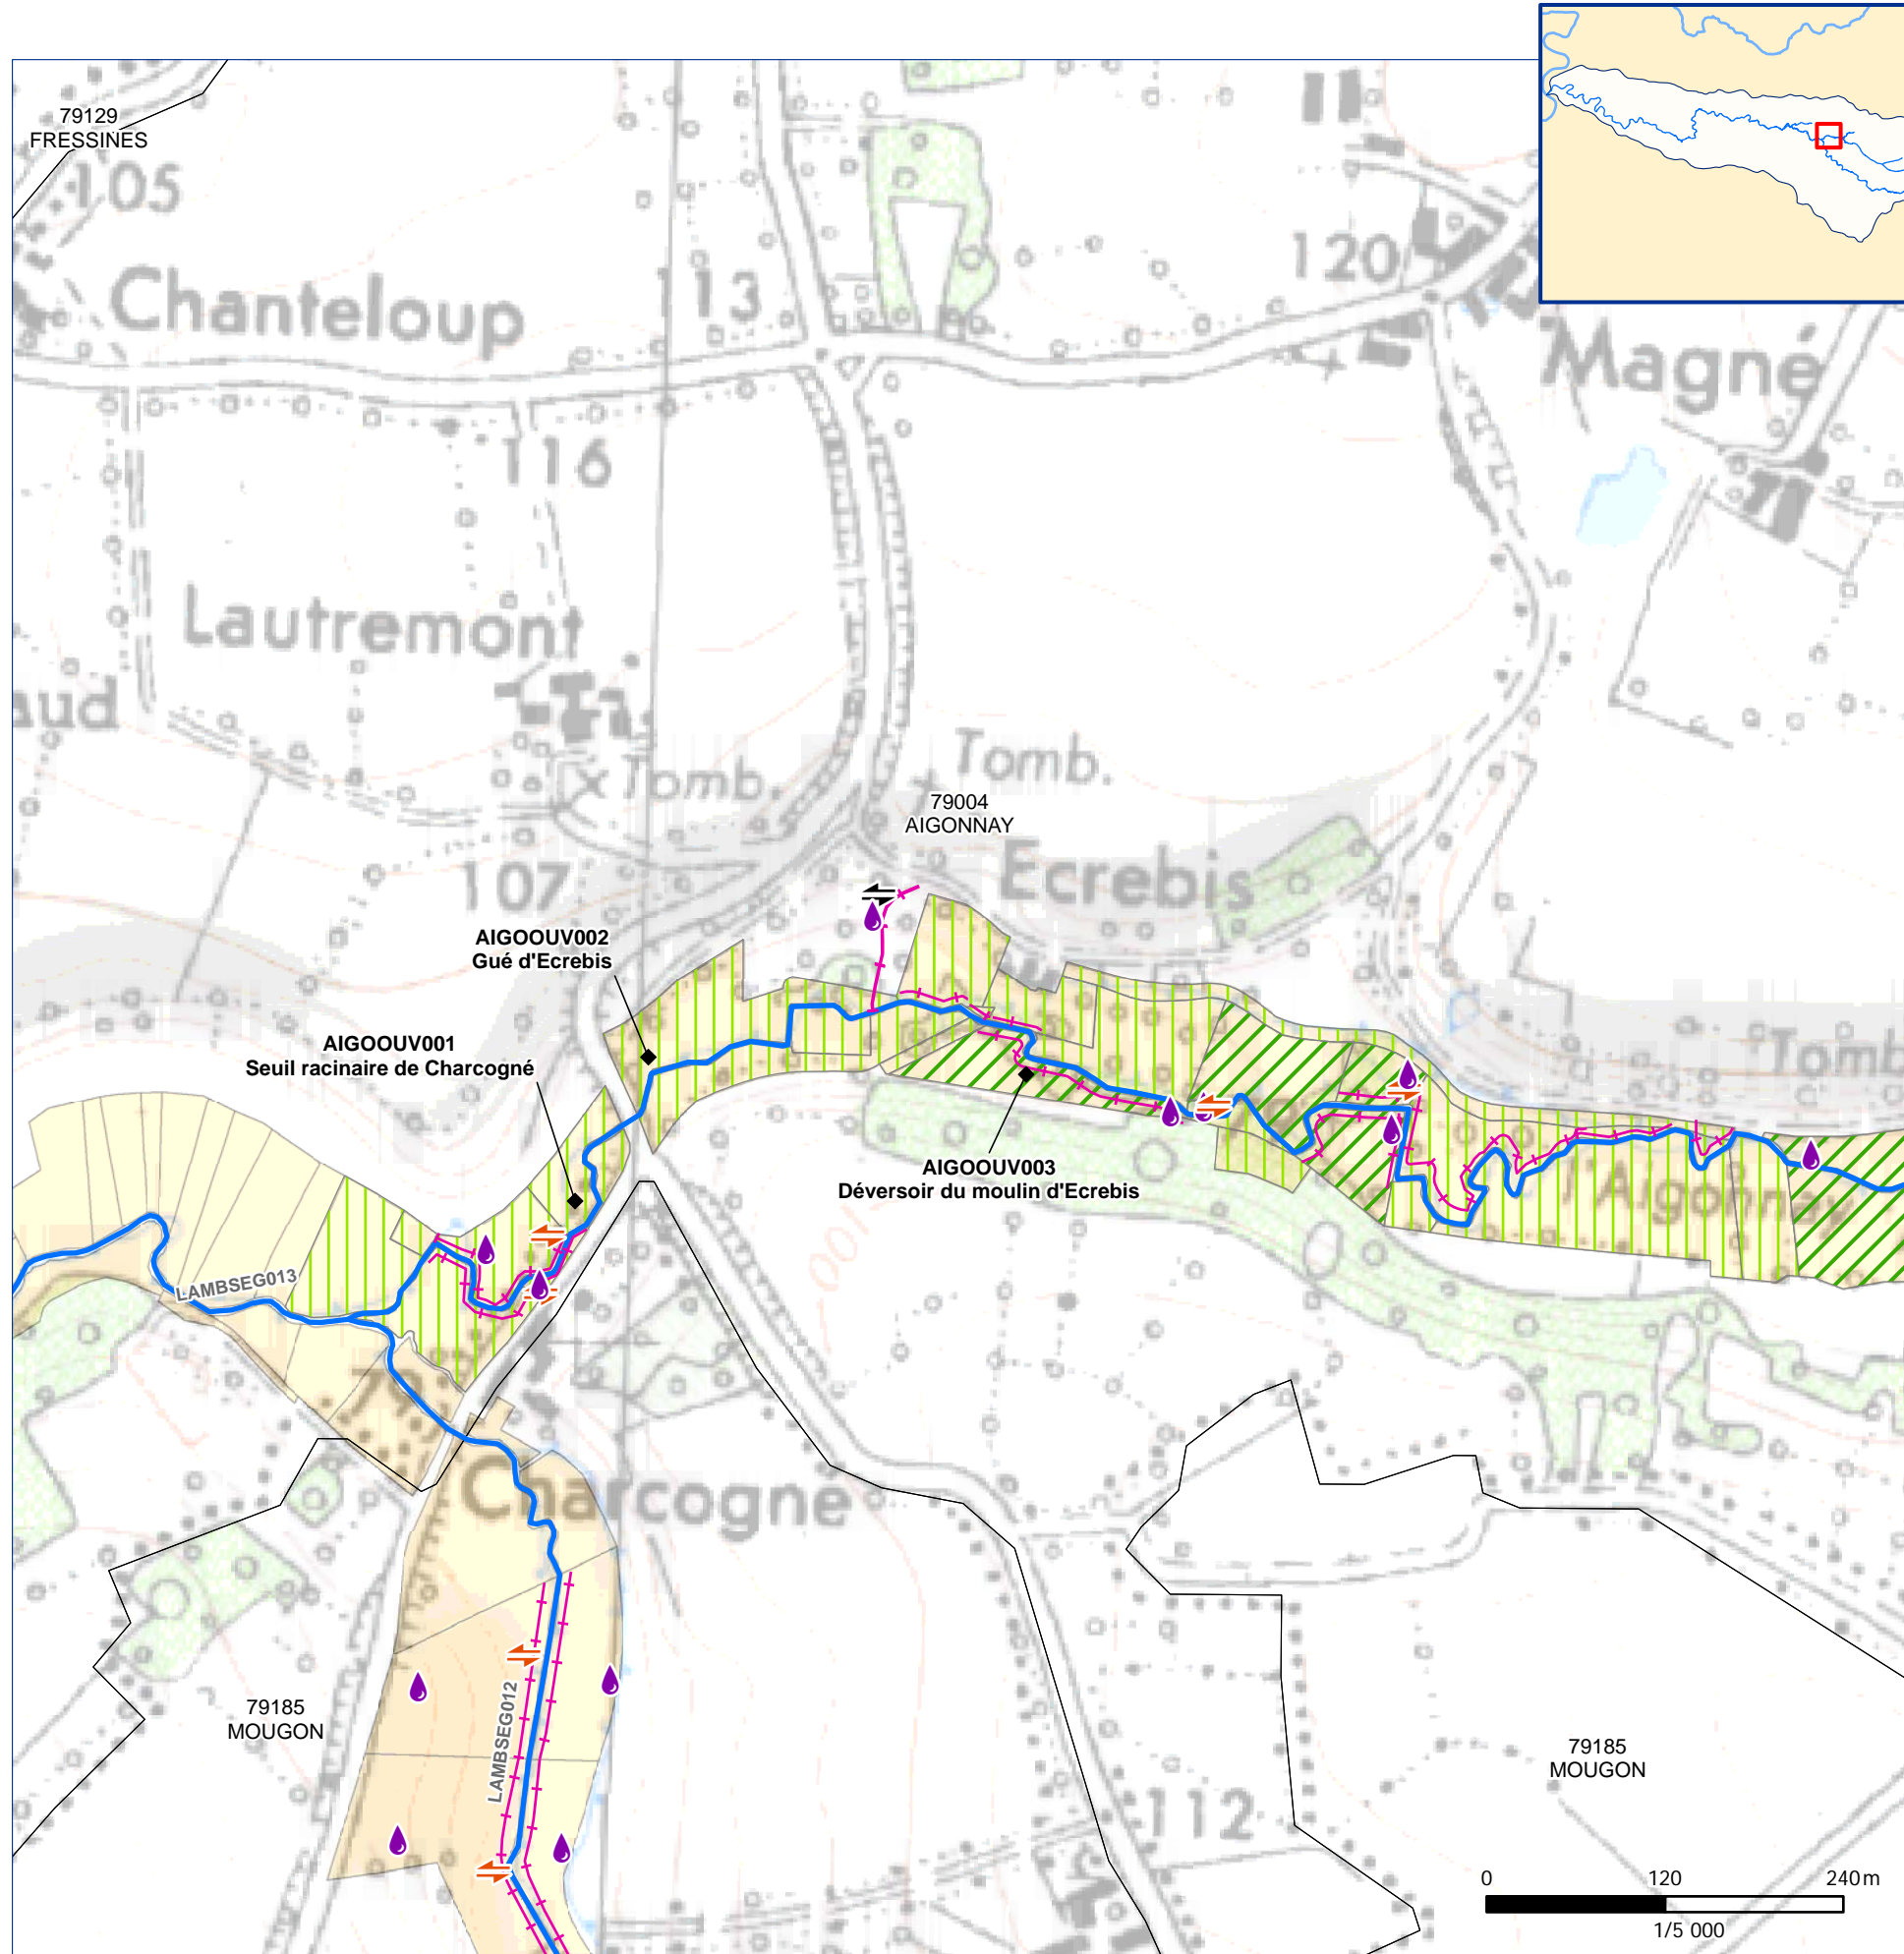 79129
FRESSINES
105
Chanteloup
113
120
Magné
116
Lautremont
aud
Tomb.
Tomb.
79004
AIGONNAY
107
Ecrebis
AIGOOUV002
Gué d'Ecrebis
AIGOOUV001
Seuil racinaire de Charcogné
Tomb
AIGOOUV003
Déversoir du moulin d'Ecrebis
l'Aigonnay
LAMBSEG013
Charcogne
79185
MOUGON
LAMBSEG012
79185
MOUGON
112
0 120 240 m
1/5 000